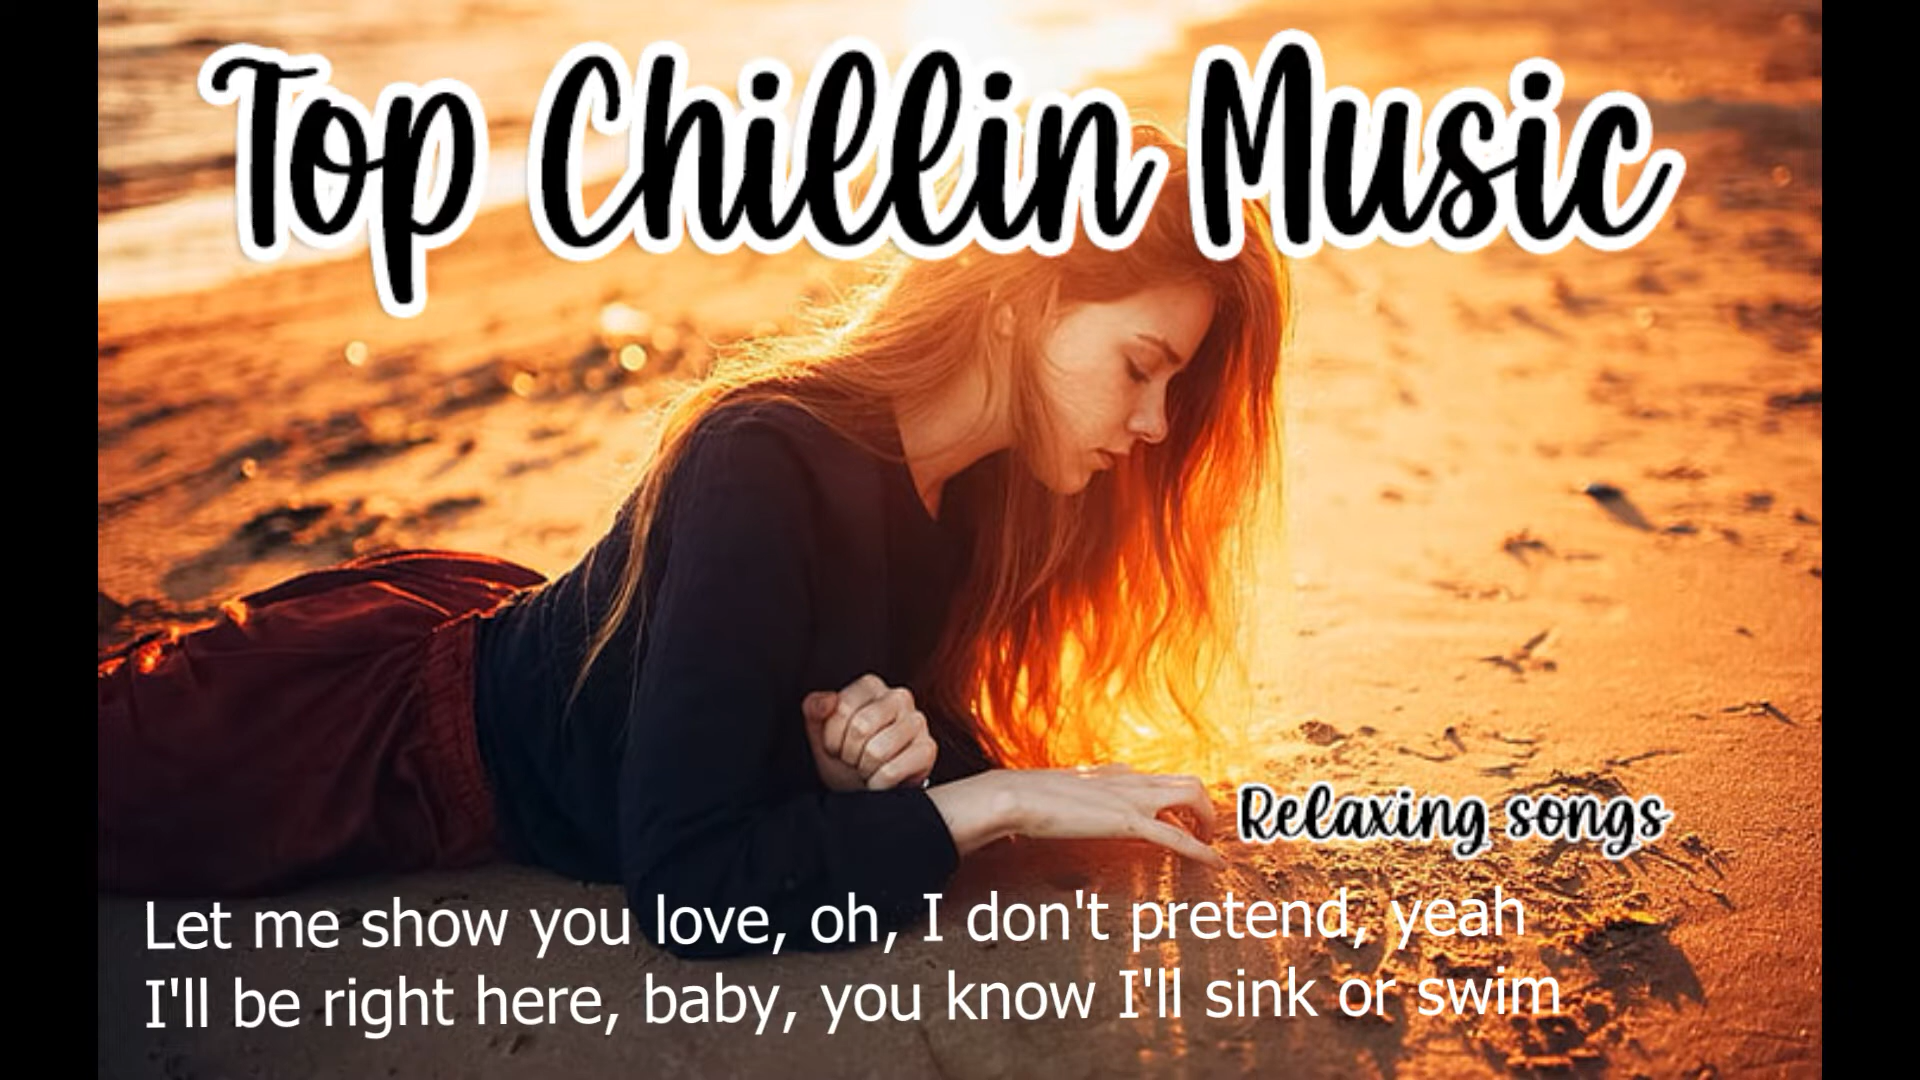 Top Chillin Music
Relaxing songs
Let me show you love, oh, I don't pretend, yeah
I'll be right here, baby, you know I'll sink or swim